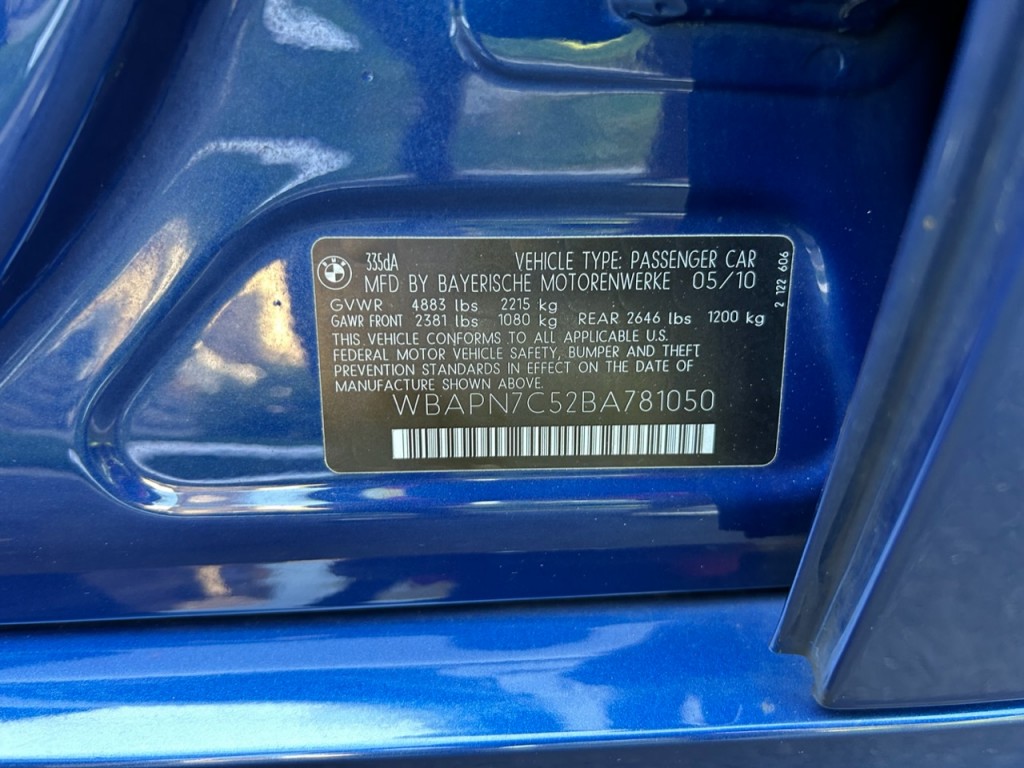 BMW
335dA VEHICLE TYPE: PASSENGER CAR
MFD BY BAYERISCHE MOTORENWERKE 05/10
GVWR 4883 lbs 2215 kg
GAWR FRONT 2381 lbs 1080 kg REAR 2646 lbs 1200 kg
THIS VEHICLE CONFORMS TO ALL APPLICABLE U.S.
FEDERAL MOTOR VEHICLE SAFETY, BUMPER AND THEFT
PREVENTION STANDARDS IN EFFECT ON THE DATE OF
MANUFACTURE SHOWN ABOVE.
WBAPN7C52BA781050
2 122 606